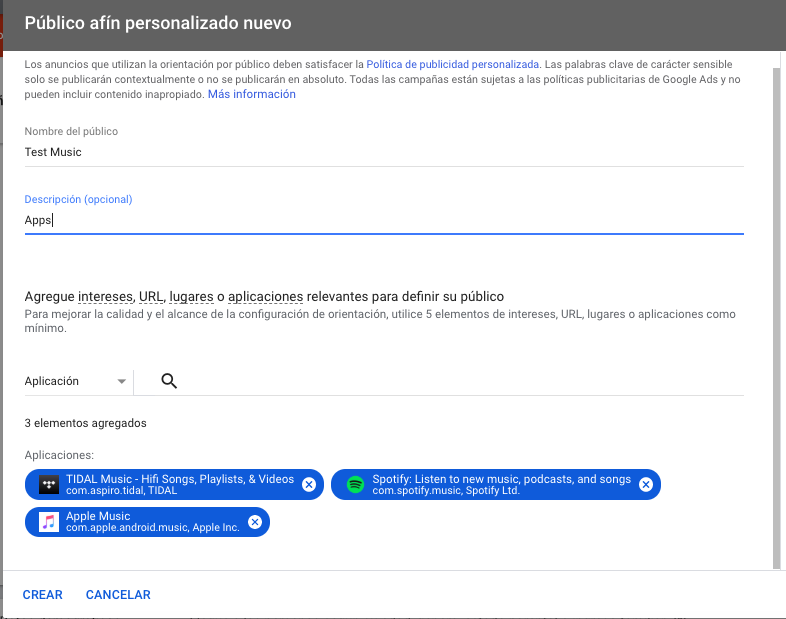 Público afín personalizado nuevo
Los anuncios que utilizan la orientación por público deben satisfacer la Política de publicidad personalizada. Las palabras clave de carácter sensible
solo se publicarán contextualmente o no se publicarán en absoluto. Todas las campañas están sujetas a las políticas publicitarias de Google Ads y no
pueden incluir contenido inapropiado. Más información
Nombre del público
Test Music
Descripción (opcional)
Apps
Agregue intereses, URL, lugares o aplicaciones relevantes para definir su público
Para mejorar la calidad y el alcance de la configuración de orientación, utilice 5 elementos de intereses, URL, lugares o aplicaciones como
mínimo.
Aplicación
3 elementos agregados
Aplicaciones:
TIDAL Music - Hifi Songs, Playlists, & Videos
com.aspiro.tidal, TIDAL
Spotify: Listen to new music, podcasts, and songs
com.spotify.music, Spotify Ltd.
Apple Music
com.apple.android.music, Apple Inc.
CREAR CANCELAR